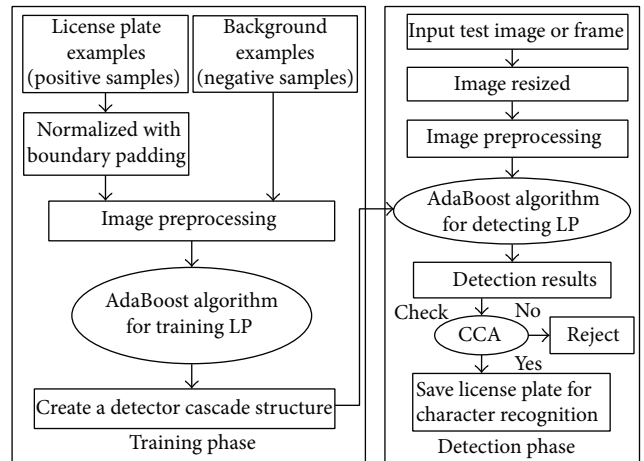 License plate
examples
(positive samples)
Background
examples
(negative samples)
Normalized with
boundary padding
Image preprocessing
AdaBoost algorithm
for training LP
Create a detector cascade structure
Training phase
Input test image or frame
Image resized
Image preprocessing
AdaBoost algorithm
for detecting LP
Detection results
Check
No
CCA
Reject
Yes
Save license plate for
character recognition
Detection phase